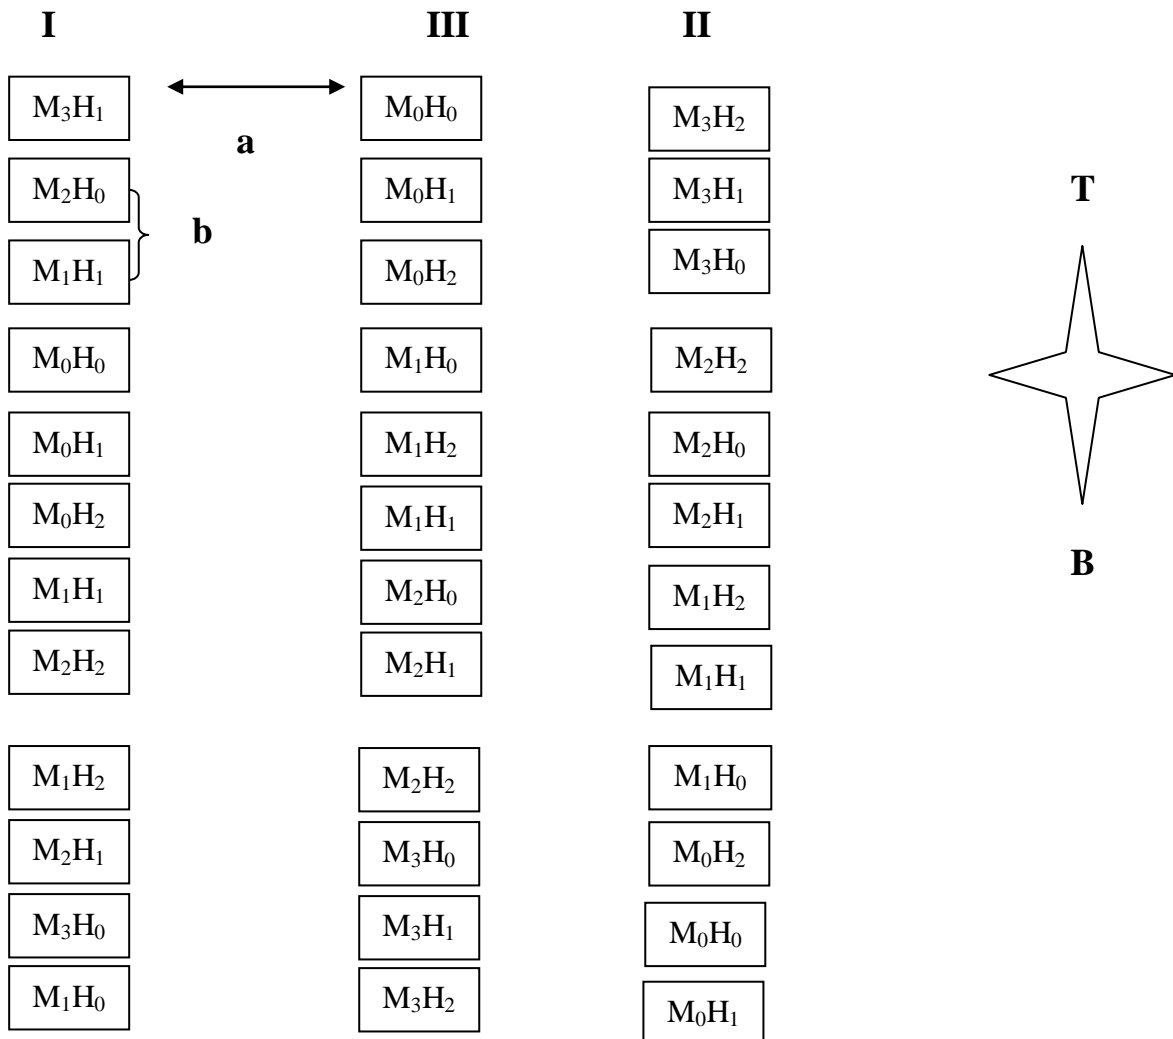 I III II
M₃H₁ M₀H₀ M₃H₂
a
M₂H₀ M₀H₁ M₃H₁ T
b
M₁H₁ M₀H₂ M₃H₀
M₀H₀ M₁H₀ M₂H₂
M₀H₁ M₁H₂ M₂H₀
M₀H₂ M₁H₁ M₂H₁
B
M₁H₁ M₂H₀ M₁H₂
M₂H₂ M₂H₁ M₁H₁
M₁H₂ M₂H₂ M₁H₀
M₂H₁ M₃H₀ M₀H₂
M₃H₀ M₃H₁ M₀H₀
M₁H₀ M₃H₂ M₀H₁